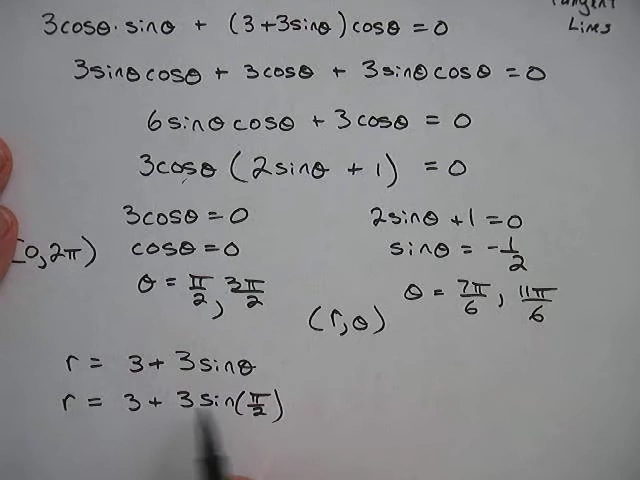 Tangent
Lines
3cosθ·sinθ + (3+3sinθ)cosθ = 0
3sinθcosθ + 3cosθ + 3sinθcosθ = 0
6sinθcosθ + 3cosθ = 0
3cosθ(2sinθ + 1) = 0
3cosθ = 0 2sinθ + 1 = 0
[0, 2π) cosθ = 0 sinθ = -1/2
θ = π/2, 3π/2 θ = 7π/6, 11π/6
(r, θ)
r = 3 + 3sinθ
r = 3 + 3sin(π/2)